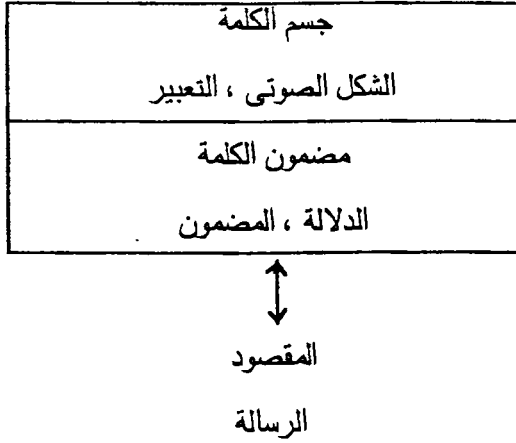 جسم الكلمة
الشكل الصوتى ، التعبير
مضمون الكلمة
الدلالة ، المضمون
المقصود
الرسالة